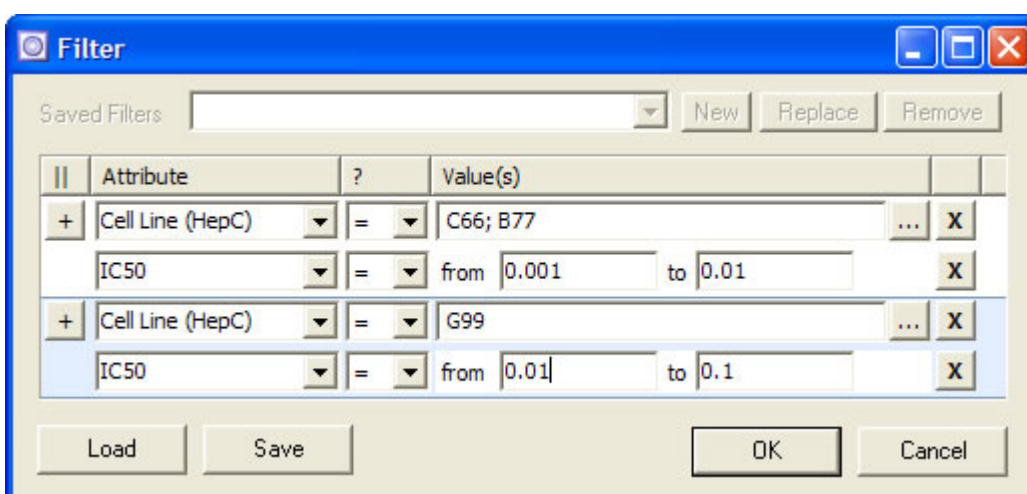 Filter
Saved Filters New Replace Remove
|| Attribute ? Value(s)
+ Cell Line (HepC) = C66; B77 ... X
IC50 = from 0.001 to 0.01 X
+ Cell Line (HepC) = G99 ... X
IC50 = from 0.01 to 0.1 X
Load Save OK Cancel